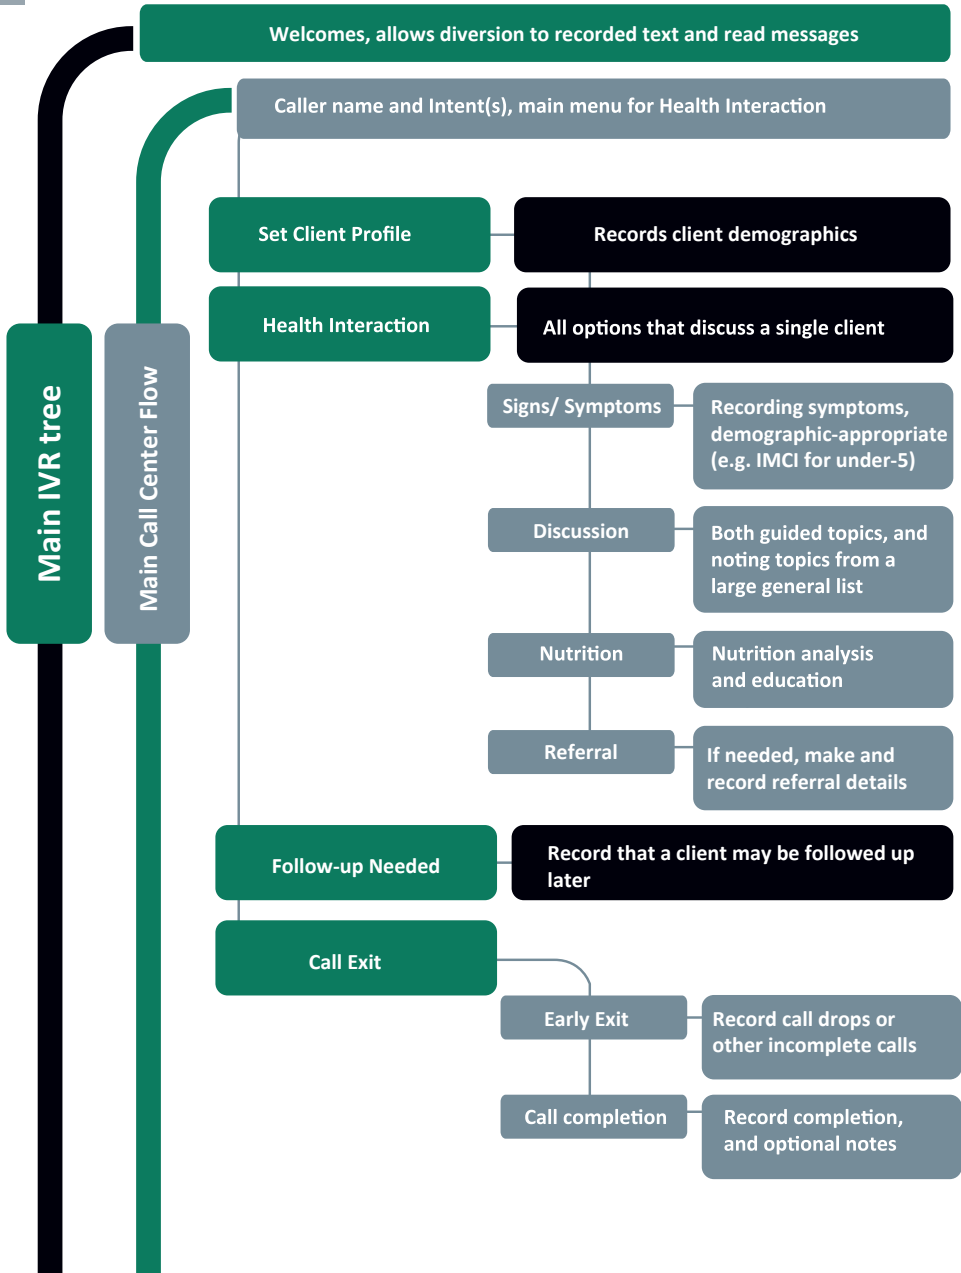 Welcomes, allows diversion to recorded text and read messages
Caller name and Intent(s), main menu for Health Interaction
Main IVR tree
Main Call Center Flow
Set Client Profile
Records client demographics
Health Interaction
All options that discuss a single client
Signs/ Symptoms
Recording symptoms,
demographic-appropriate
(e.g. IMCI for under-5)
Discussion
Both guided topics, and
noting topics from a
large general list
Nutrition
Nutrition analysis
and education
Referral
If needed, make and
record referral details
Follow-up Needed
Record that a client may be followed up
later
Call Exit
Early Exit
Record call drops or
other incomplete calls
Call completion
Record completion,
and optional notes